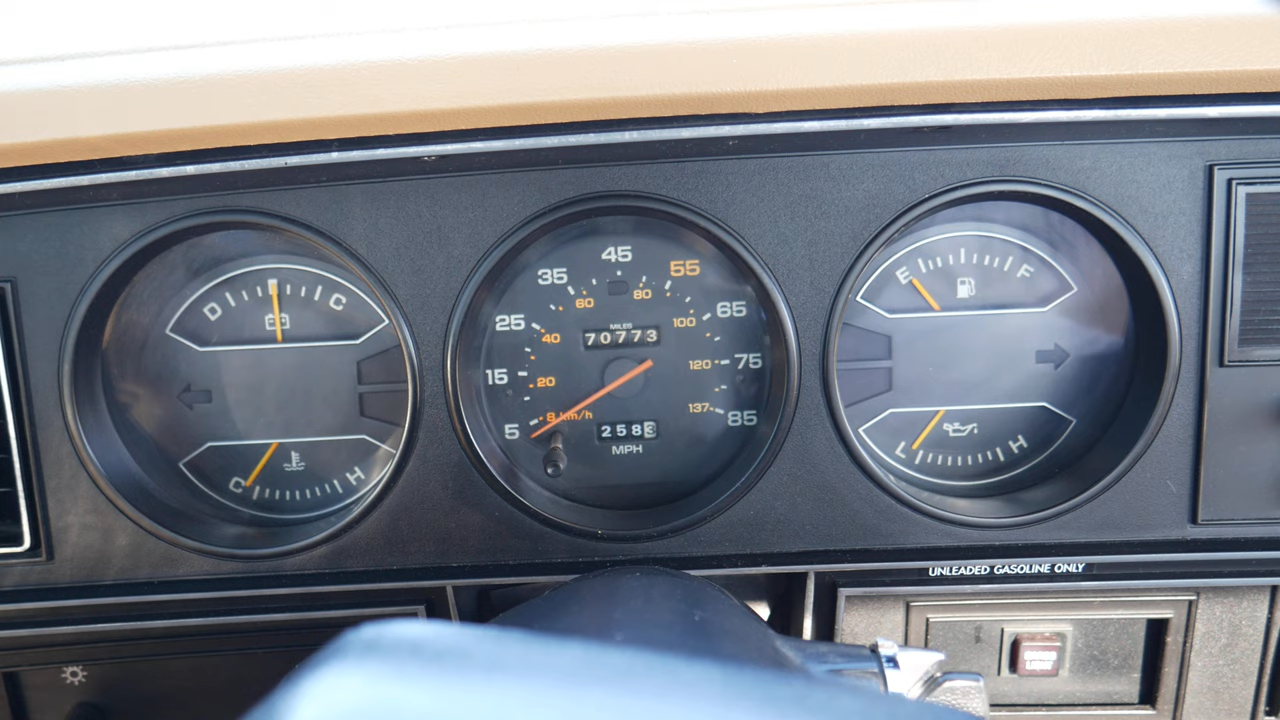 D C
C H
45
35 55
60 80
25 65
MILES
40 100
70773
15 75
20 120
8 km/h
5 137 85
2583
MPH
E F
L H
UNLEADED GASOLINE ONLY